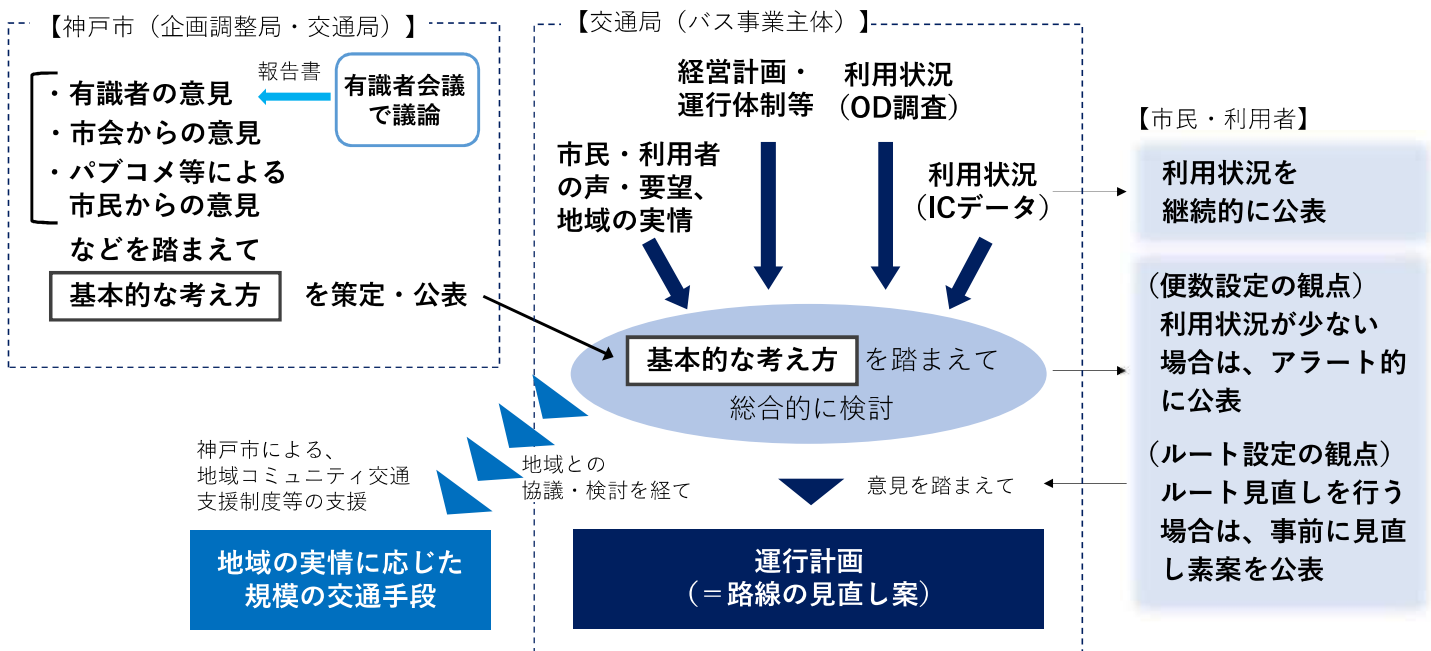 【神戸市（企画調整局・交通局）】
・有識者の意見
・市会からの意見
・パブコメ等による
市民からの意見
報告書
有識者会議
で議論
などを踏まえて
基本的な考え方 を策定・公表
【交通局（バス事業主体）】
経営計画・
運行体制等
利用状況
（OD調査）
市民・利用者
の声・要望、
地域の実情
利用状況
（ICデータ）
基本的な考え方 を踏まえて
総合的に検討
地域との
協議・検討を経て
意見を踏まえて
運行計画
（＝路線の見直し案）
神戸市による、
地域コミュニティ交通
支援制度等の支援
地域の実情に応じた
規模の交通手段
【市民・利用者】
利用状況を
継続的に公表
（便数設定の観点）
利用状況が少ない
場合は、アラート的
に公表
（ルート設定の観点）
ルート見直しを行う
場合は、事前に見直
し素案を公表